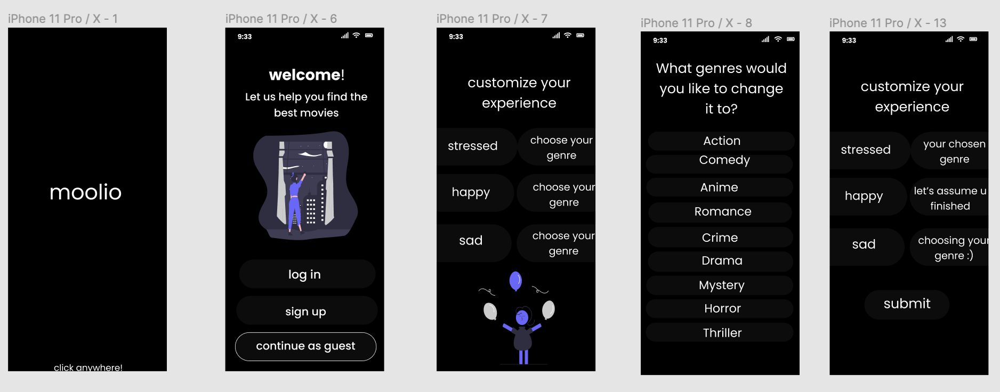 iPhone 11 Pro / X - 1
moolio
click anywhere!
iPhone 11 Pro / X - 6
9:33
welcome!
Let us help you find the
best movies
log in
sign up
continue as guest
iPhone 11 Pro / X - 7
9:33
customize your
experience
stressed
choose your
genre
happy
choose your
genre
sad
choose your
genre
iPhone 11 Pro / X - 8
9:33
What genres would
you like to change
it to?
Action
Comedy
Anime
Romance
Crime
Drama
Mystery
Horror
Thriller
iPhone 11 Pro / X - 13
9:33
customize your
experience
stressed
your chosen
genre
happy
let's assume u
finished
sad
choosing your
genre :)
submit